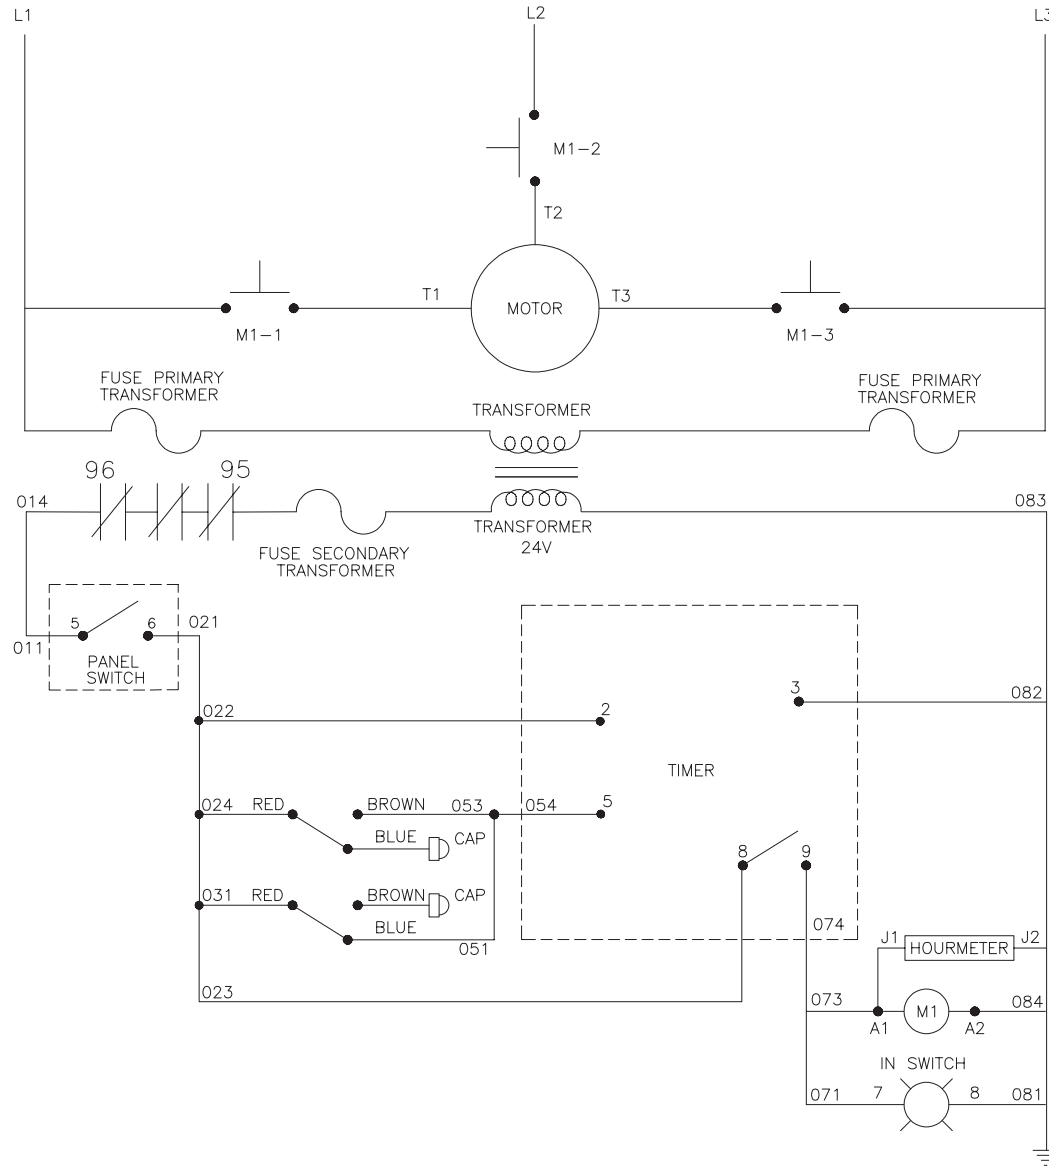 L1
L2
L3
M1-2
T2
T1
MOTOR
T3
M1-1
M1-3
FUSE PRIMARY
TRANSFORMER
TRANSFORMER
FUSE PRIMARY
TRANSFORMER
96
95
014
083
TRANSFORMER
24V
FUSE SECONDARY
TRANSFORMER
5
6
021
011
PANEL
SWITCH
3
082
022
2
TIMER
024
RED
BROWN
053
054
5
BLUE
CAP
8
9
031
RED
BROWN
CAP
BLUE
051
074
J1
HOURMETER
J2
023
073
M1
084
A1
A2
IN SWITCH
071
7
8
081